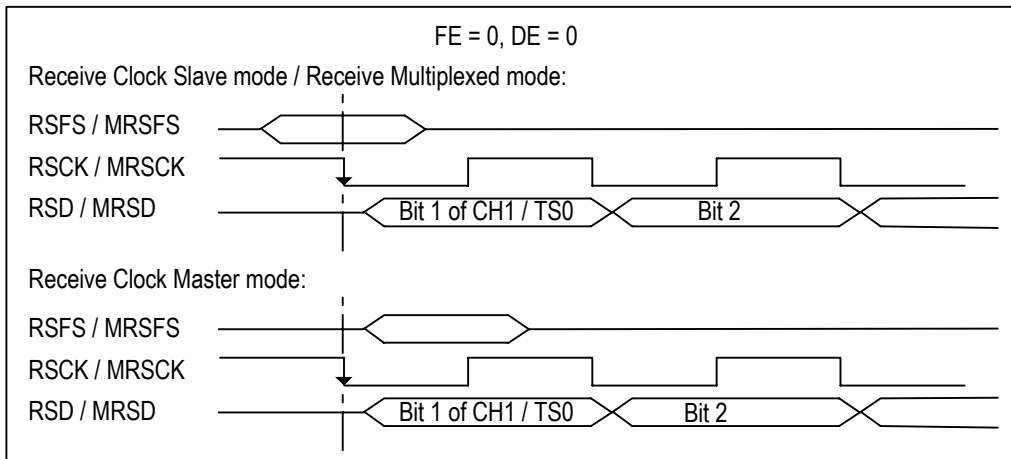 FE = 0, DE = 0
Receive Clock Slave mode / Receive Multiplexed mode:
RSFS / MRSFS
RSCK / MRSCK
RSD / MRSD
Bit 1 of CH1 / TS0
Bit 2
Receive Clock Master mode:
RSFS / MRSFS
RSCK / MRSCK
RSD / MRSD
Bit 1 of CH1 / TS0
Bit 2